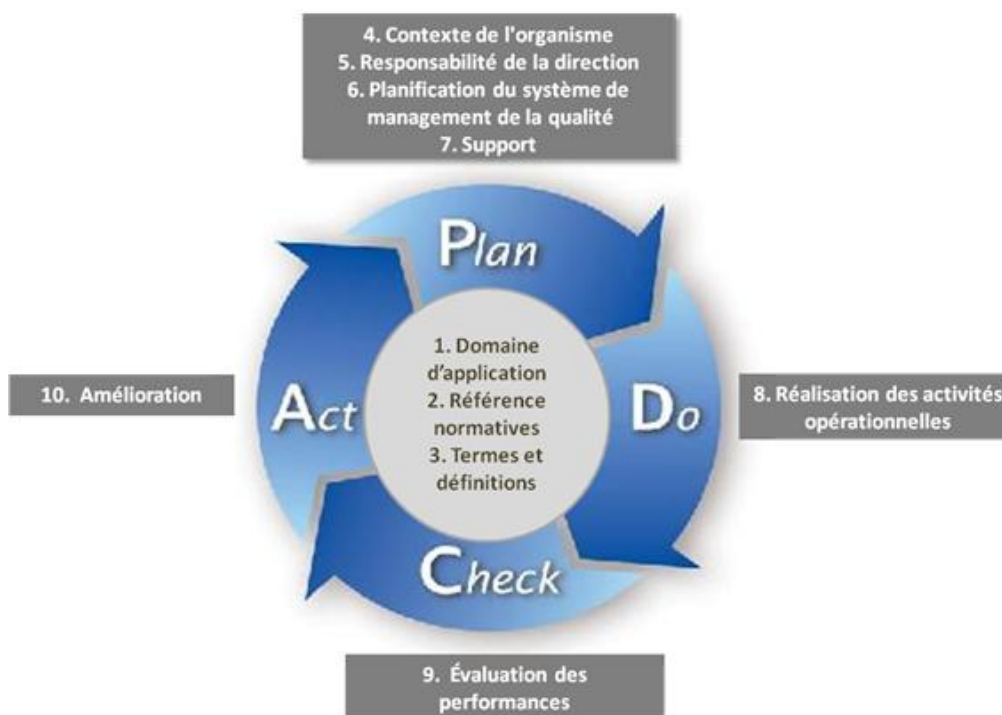 4. Contexte de l'organisme
5. Responsabilité de la direction
6. Planification du système de
management de la qualité
7. Support
Plan
1. Domaine
d'application
2. Référence
normatives
3. Termes et
définitions
10. Amélioration
Act
Do
8. Réalisation des activités
opérationnelles
Check
9. Évaluation des
performances